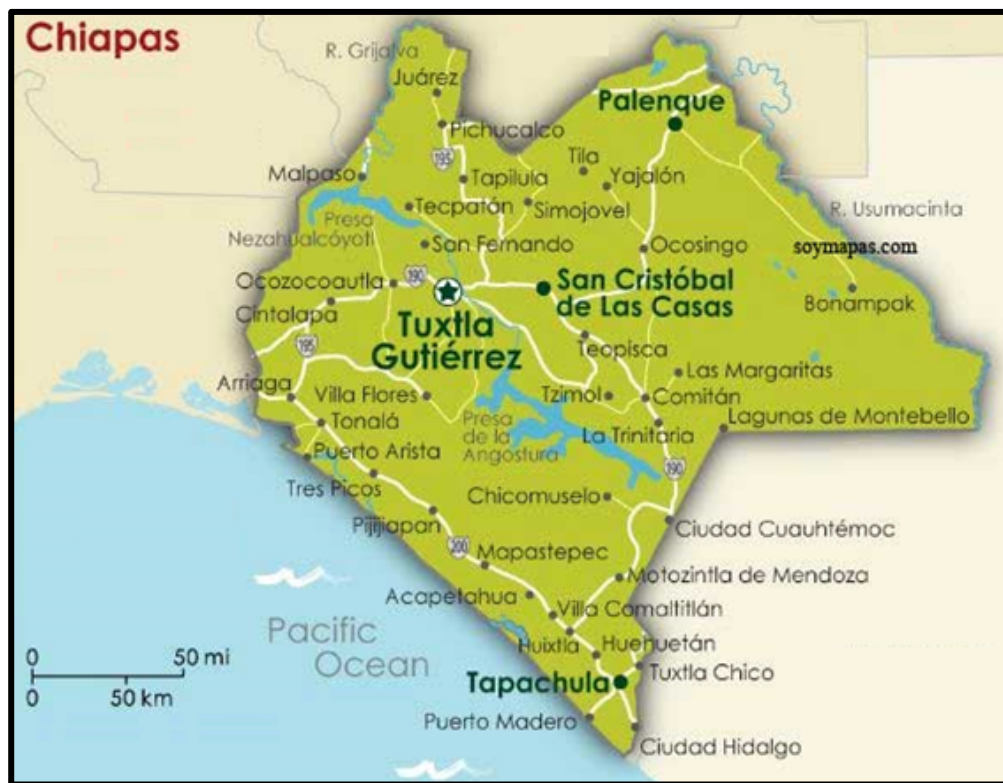 Chiapas
R. Grijalva
Juárez
Palenque
Pichucalco
195
Tila
Malpaso
Tapilula
Yajalón
Tecpatán
Simojovel
R. Usumacinta
Presa
Nezahualcóyotl
San Fernando
Ocosingo
soymapas.com
Ocozocoautla
190
San Cristóbal
de Las Casas
Bonampak
Cintalapa
Tuxtla
Gutiérrez
195
Teopisca
Arriaga
Villa Flores
Tzimol
Las Margaritas
Comitán
Tonalá
Presa
de la
Angostura
La Trinitaria
Lagunas de Montebello
Puerto Arista
190
Tres Picos
Chicomuselo
Pijijiapan
Ciudad Cuauhtémoc
200
Mapastepec
Motozintla de Mendoza
Acapetahua
Villa Comaltitlán
Pacific
Ocean
Huixtla
Huehuetán
0
50 mi
0
50 km
Tuxtla Chico
Tapachula
Puerto Madero
Ciudad Hidalgo